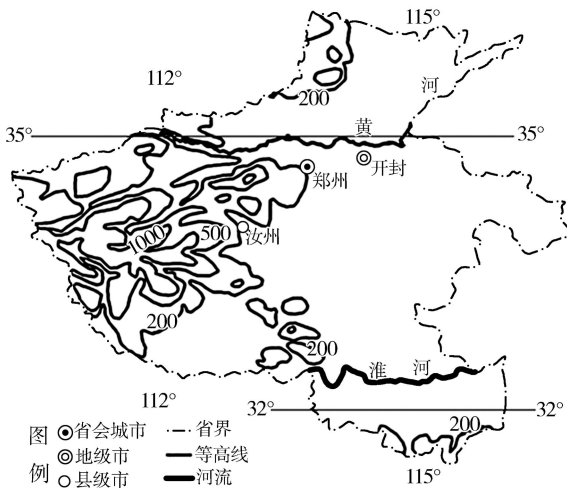 115°
112°
200
河
黄
35°
35°
开封
郑州
1000
500
汝州
200
200
淮 河
112°
32°
32°
200
115°
图例
省会城市
省界
地级市
等高线
县级市
河流